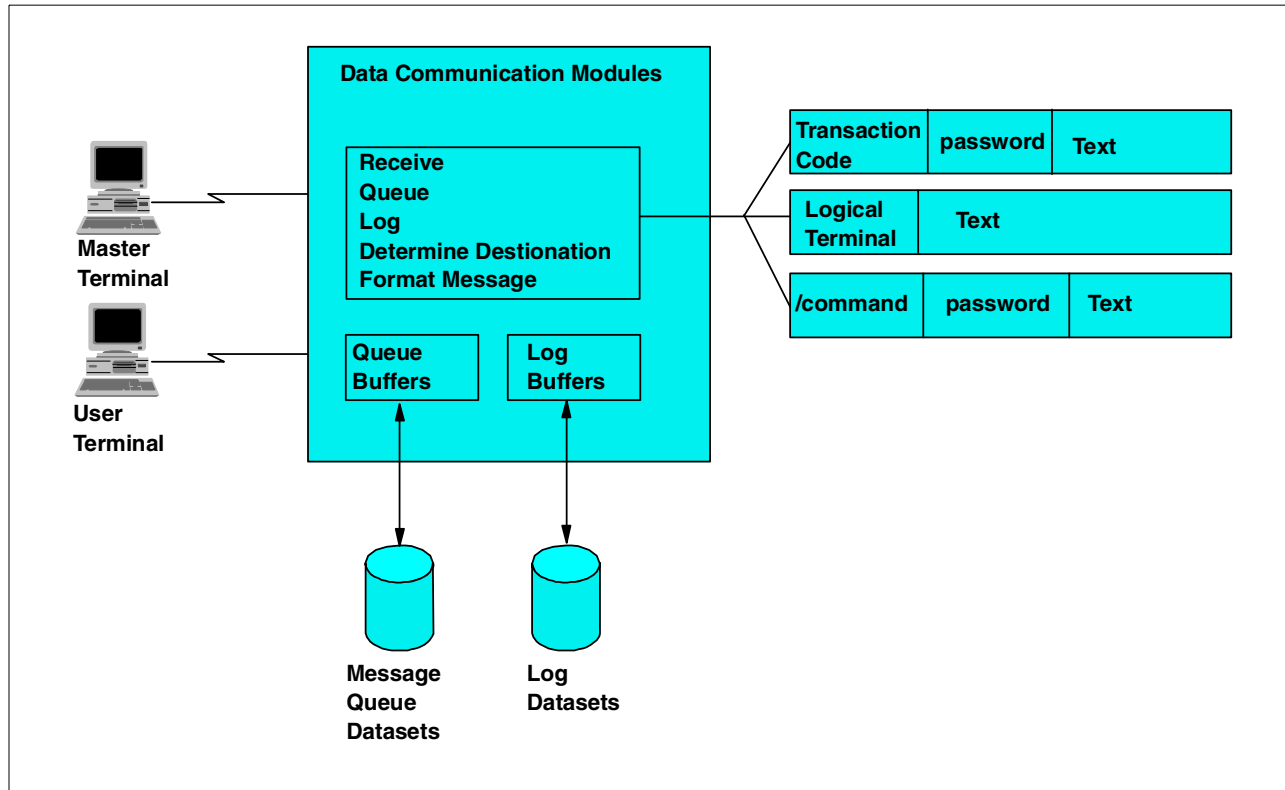 Data Communication Modules
Receive
Queue
Log
Determine Destionation
Format Message
Queue
Buffers
Log
Buffers
Master
Terminal
User
Terminal
Message
Queue
Datasets
Log
Datasets
Transaction
Code
password
Text
Logical
Terminal
Text
/command
password
Text